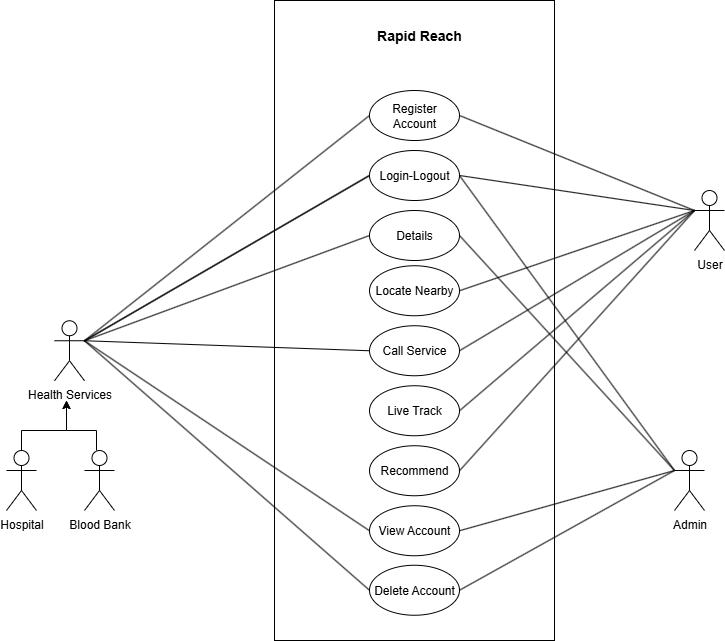 Rapid Reach
Register
Account
Login-Logout
Details
Locate Nearby
Call Service
Live Track
Recommend
View Account
Delete Account
Health Services
Hospital
Blood Bank
User
Admin